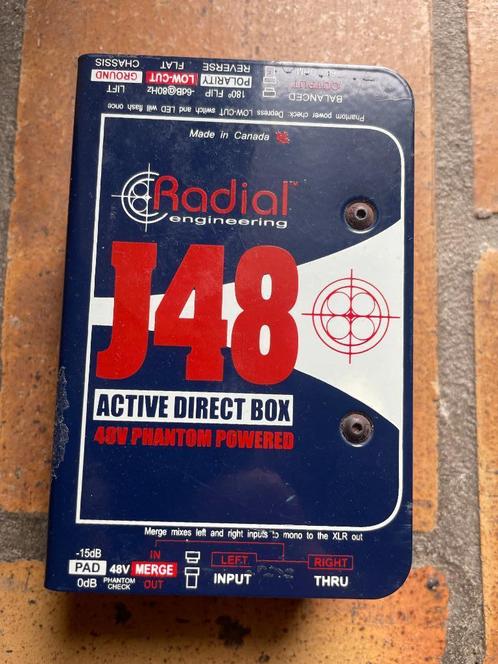 BALANCED
180° FLIP
-6dB@80Hz
LIFT
POLARITY
LOW-CUT
GROUND
REVERSE
FLAT
CHASSIS
Phantom power check: Depress LOW-CUT switch and LED will flash once
Made in Canada
Radial™
engineering
J48
ACTIVE DIRECT BOX
48V PHANTOM POWERED
Merge mixes left and right inputs to mono to the XLR out
-15dB
IN
LEFT
RIGHT
PAD
48V
MERGE
INPUT
THRU
0dB
PHANTOM
CHECK
OUT